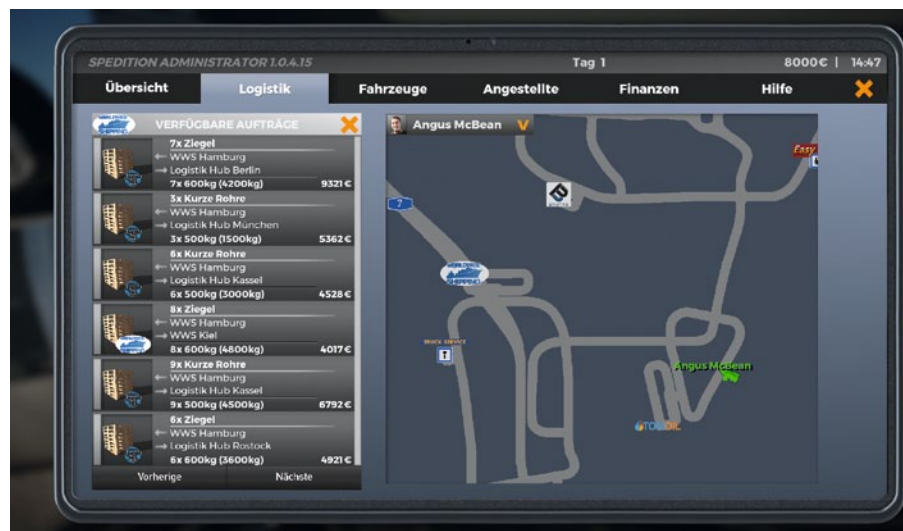 SPEDITION ADMINISTRATOR 1.0.4.15
Tag 1
8000€ | 14:47
Übersicht
Logistik
Fahrzeuge
Angestellte
Finanzen
Hilfe
VERFÜGBARE AUFTRÄGE
7x Ziegel
WWS Hamburg
Logistik Hub Berlin
7x 600kg (4200kg) 9321€
3x Kurze Rohre
WWS Hamburg
Logistik Hub München
3x 500kg (1500kg) 5362€
6x Kurze Rohre
WWS Hamburg
Logistik Hub Kassel
6x 500kg (3000kg) 4528€
8x Ziegel
WWS Hamburg
WWS Kiel
8x 600kg (4800kg) 4017€
9x Kurze Rohre
WWS Hamburg
Logistik Hub Kassel
9x 500kg (4500kg) 6792€
6x Ziegel
WWS Hamburg
Logistik Hub Rostock
6x 600kg (3600kg) 4921€
Vorherige
Nächste
Angus McBean
Easy
7
WORLDWIDE
SHIPPING
TRUCK SERVICE
Angus McBean